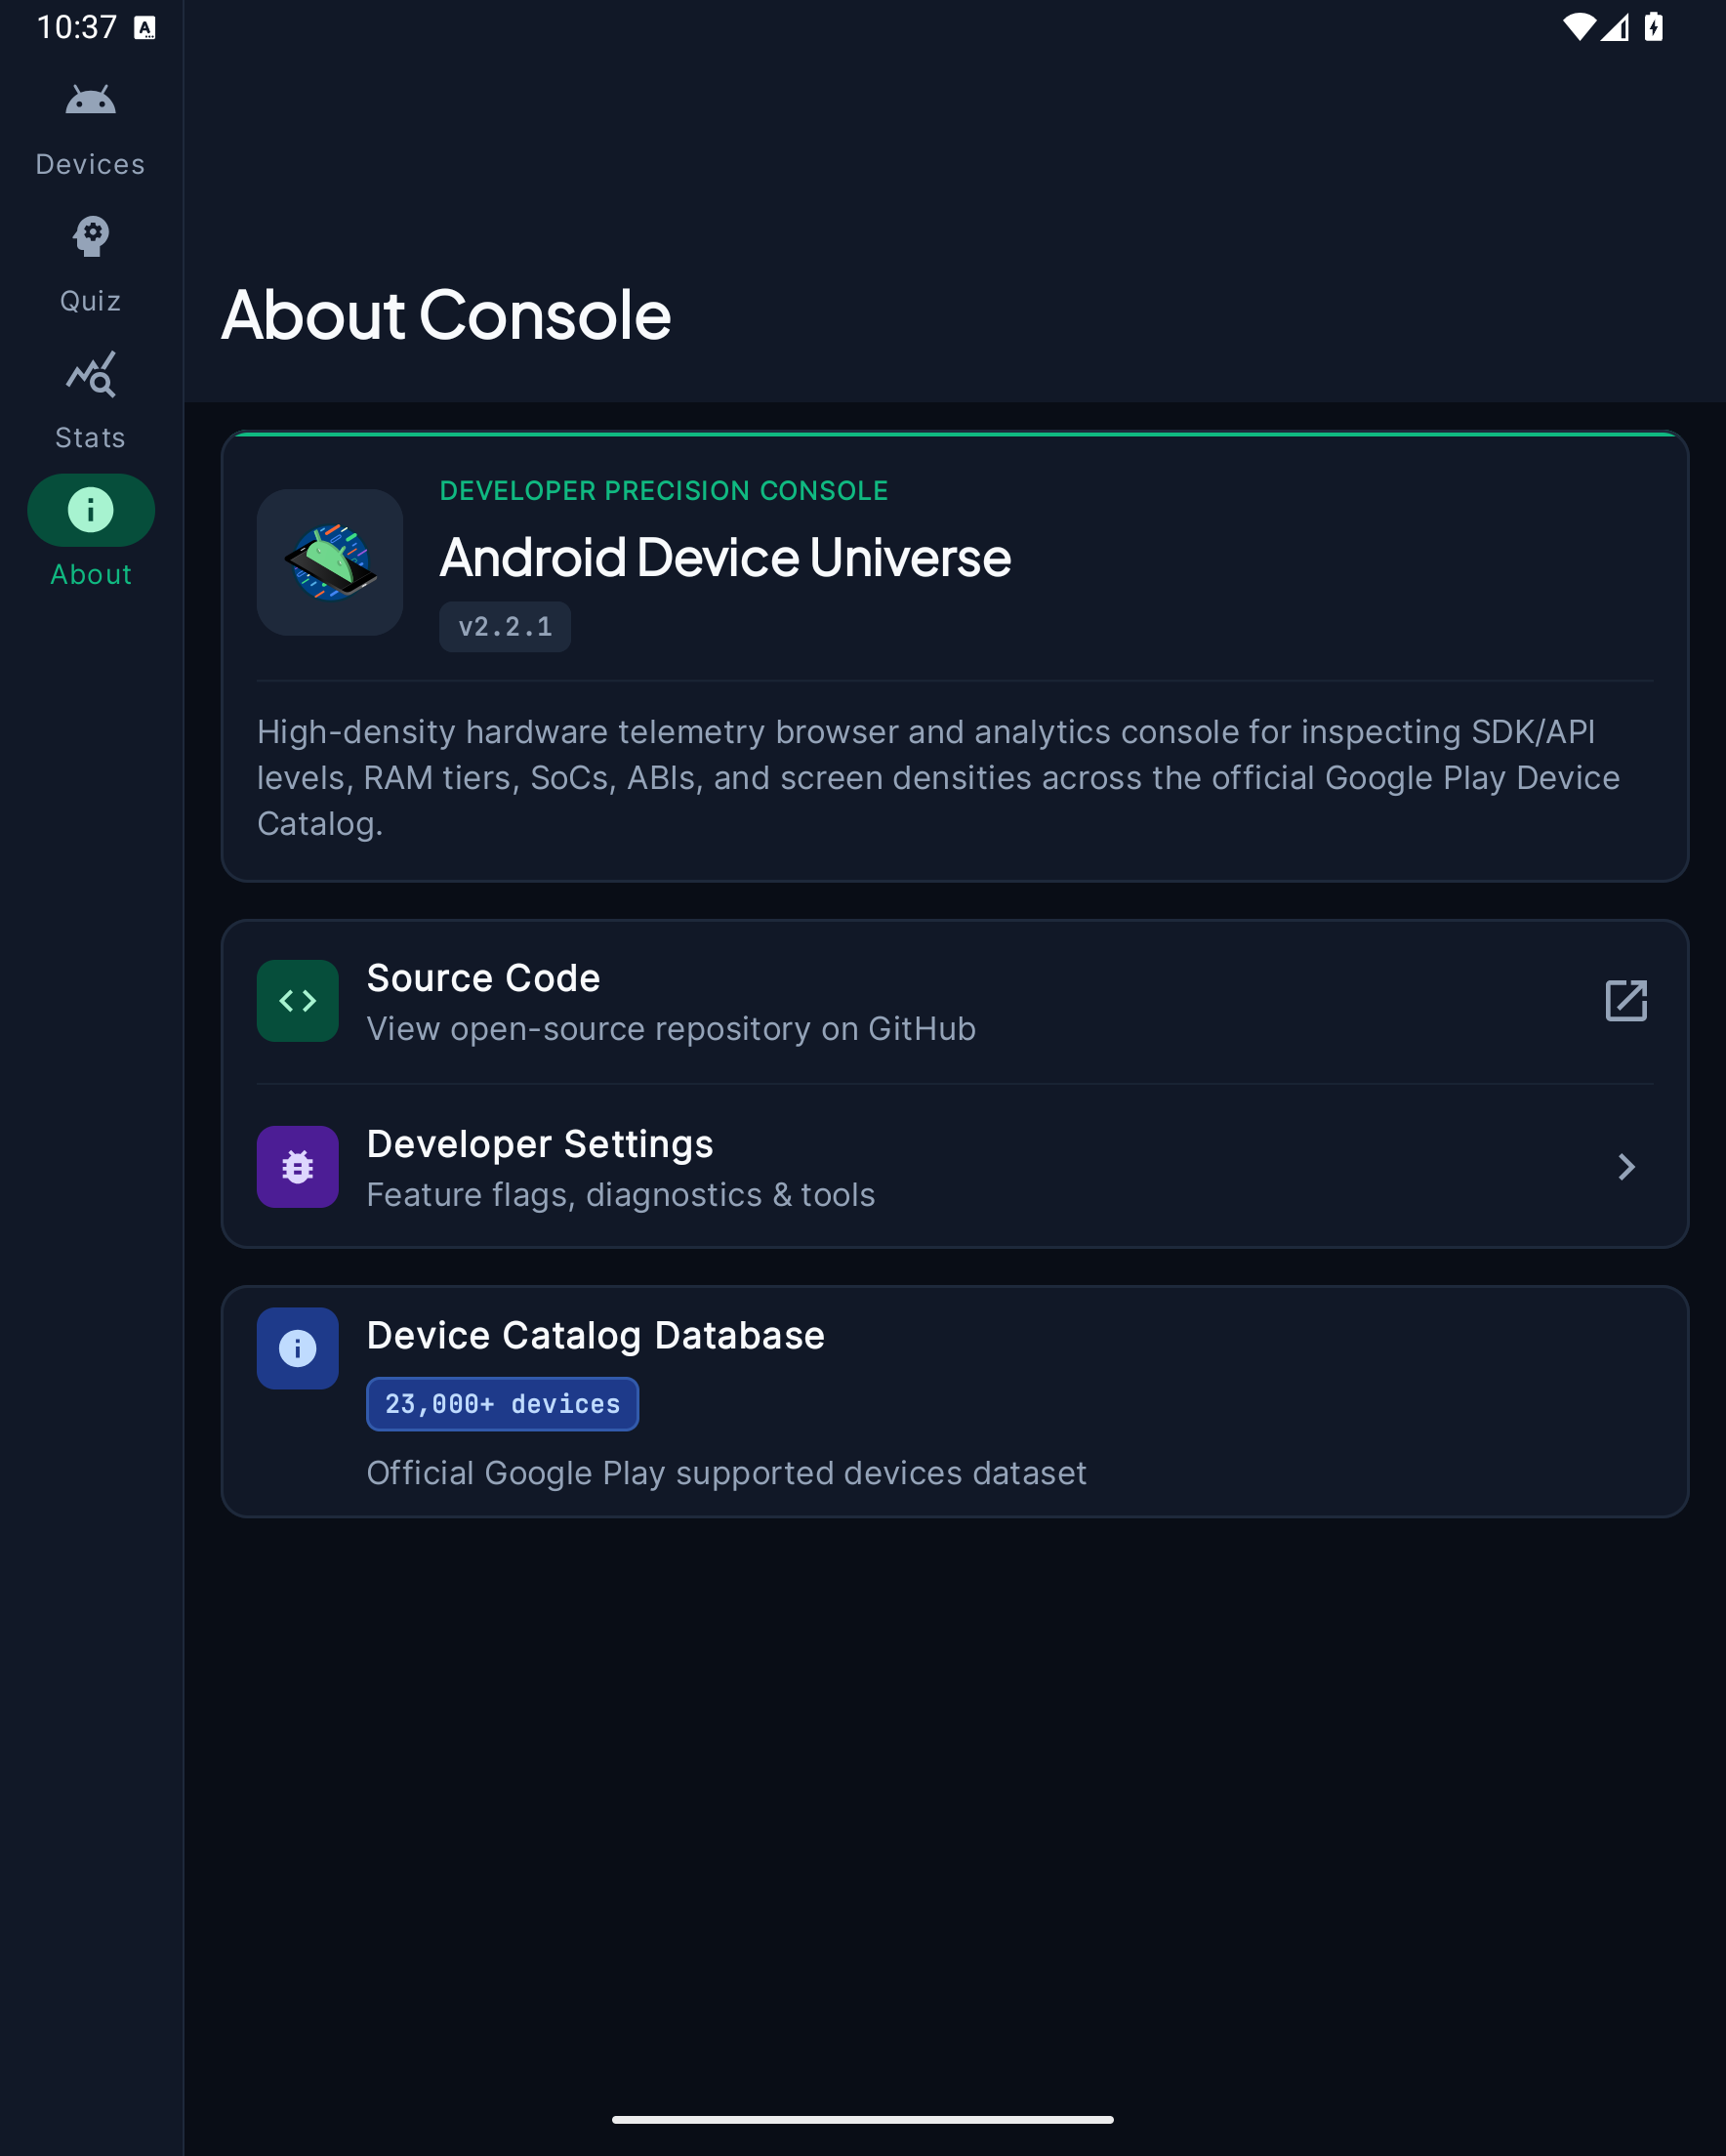 10:37
Devices
Quiz
Stats
About
About Console
DEVELOPER PRECISION CONSOLE
Android Device Universe
v2.2.1
High-density hardware telemetry browser and analytics console for inspecting SDK/API
levels, RAM tiers, SoCs, ABIs, and screen densities across the official Google Play Device
Catalog.
Source Code
View open-source repository on GitHub
Developer Settings
Feature flags, diagnostics & tools
Device Catalog Database
23,000+ devices
Official Google Play supported devices dataset